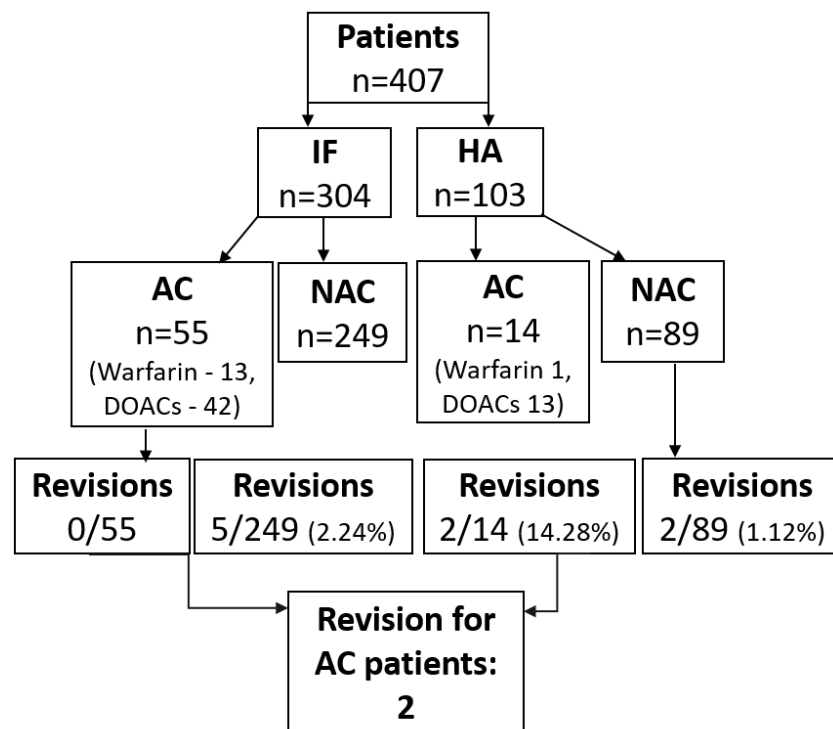 Patients
n=407
IF
n=304
HA
n=103
AC
n=55
(Warfarin - 13,
DOACs - 42)
NAC
n=249
AC
n=14
(Warfarin 1,
DOACs 13)
NAC
n=89
Revisions
0/55
Revisions
5/249 (2.24%)
Revisions
2/14 (14.28%)
Revisions
2/89 (1.12%)
Revision for
AC patients:
2